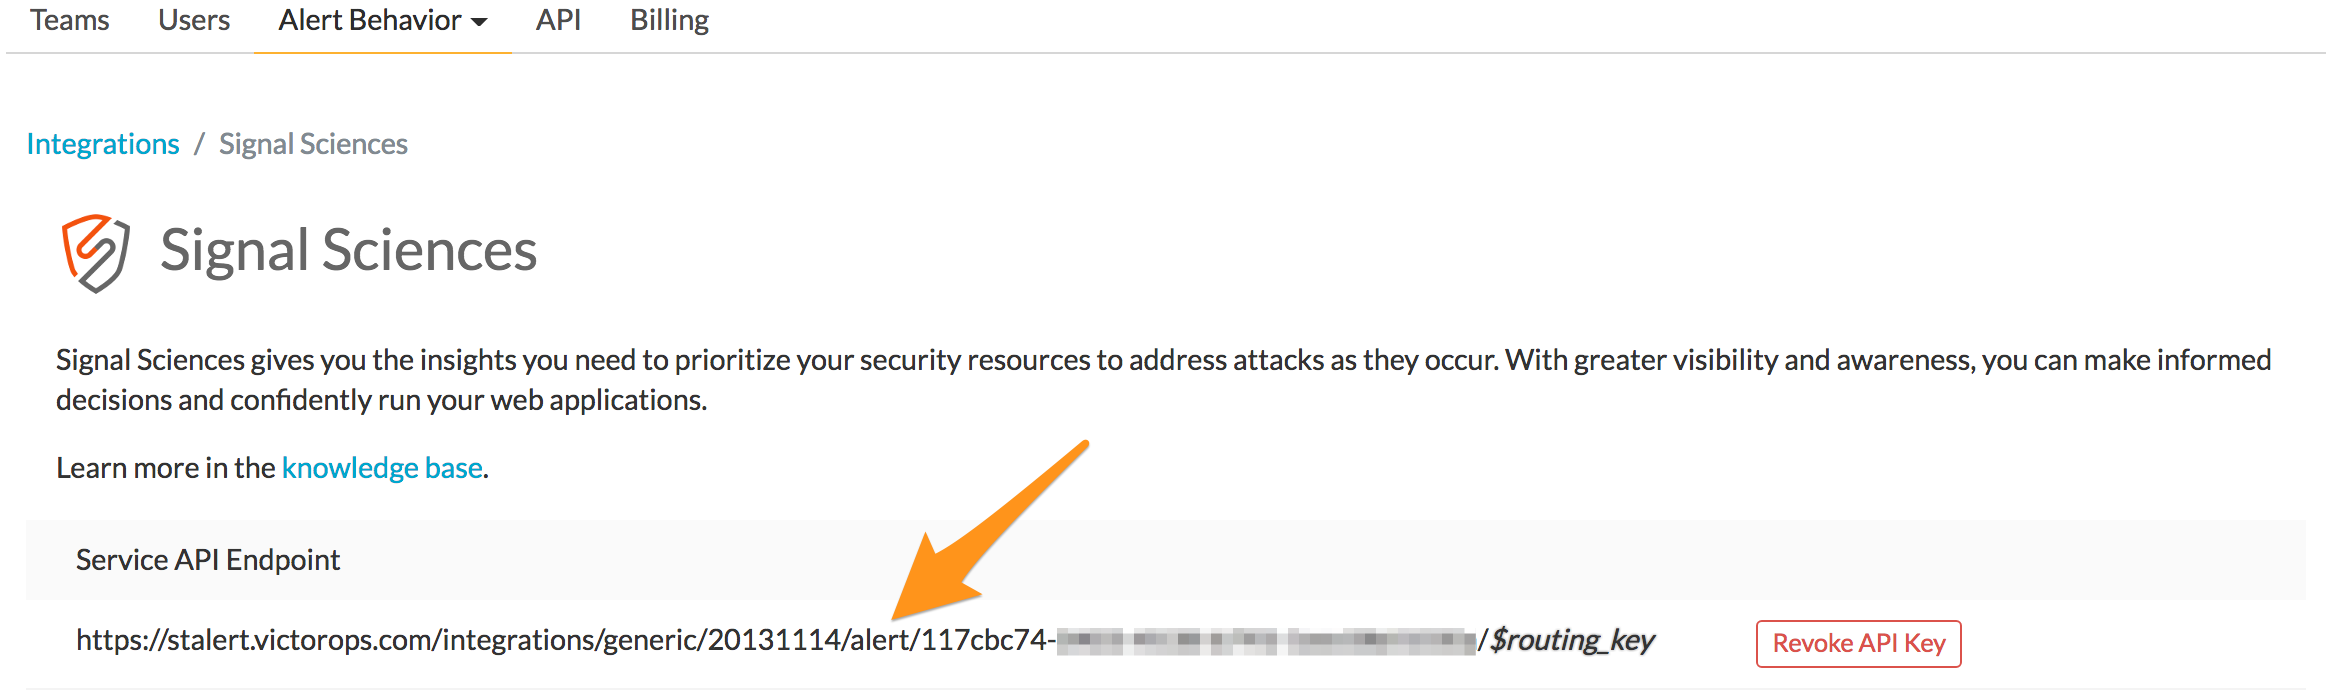 Teams Users Alert Behavior API Billing
Integrations / Signal Sciences
Signal Sciences
Signal Sciences gives you the insights you need to prioritize your security resources to address attacks as they occur. With greater visibility and awareness, you can make informed
decisions and confidently run your web applications.
Learn more in the knowledge base.
Service API Endpoint
https://stalert.victorops.com/integrations/generic/20131114/alert/117cbc74- /$routing_key Revoke API Key